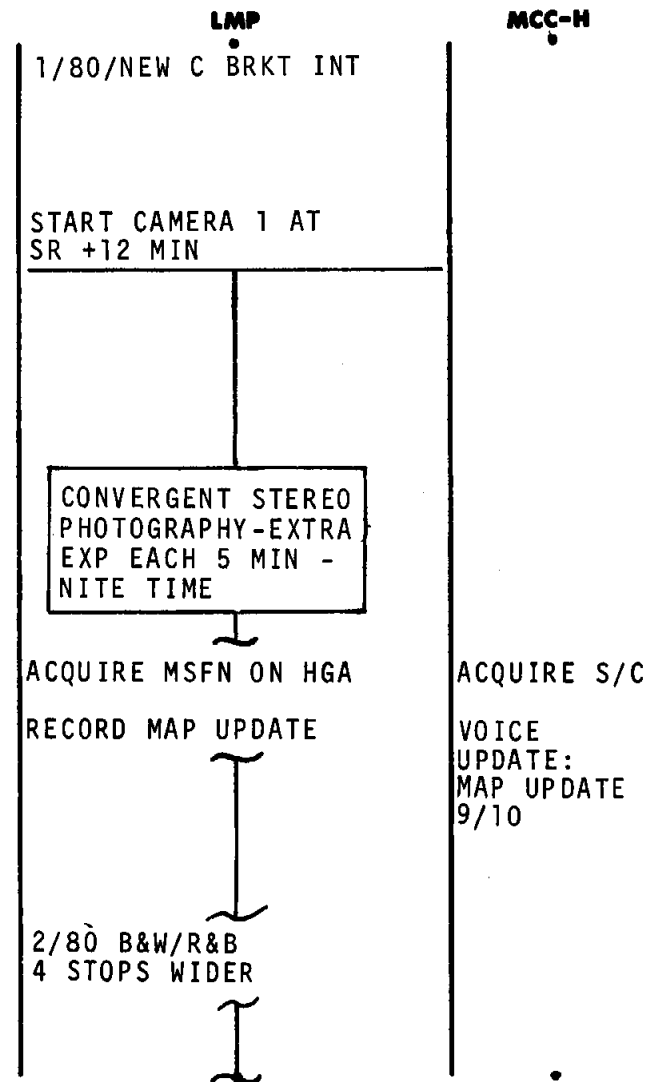 LMP
MCC-H
1/80/NEW C BRKT INT
START CAMERA 1 AT
SR +12 MIN
CONVERGENT STEREO
PHOTOGRAPHY-EXTRA
EXP EACH 5 MIN -
NITE TIME
ACQUIRE MSFN ON HGA
ACQUIRE S/C
RECORD MAP UPDATE
VOICE
UPDATE:
MAP UPDATE
9/10
2/80 B&W/R&B
4 STOPS WIDER